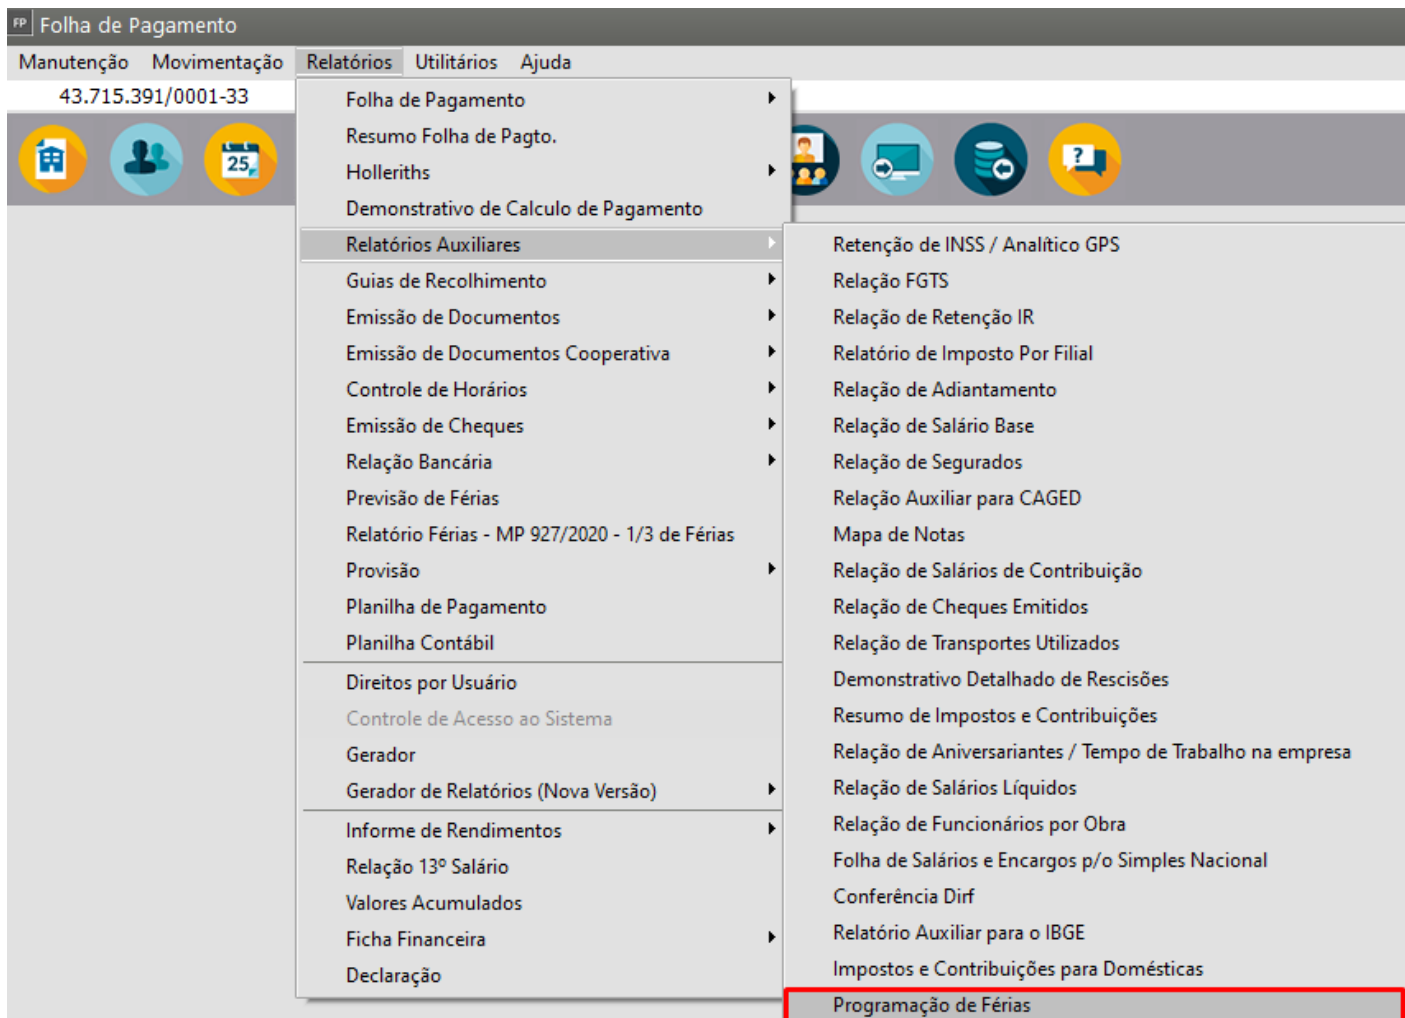 FP Folha de Pagamento
Manutenção Movimentação Relatórios Utilitários Ajuda
43.715.391/0001-33
25
?
Folha de Pagamento
Resumo Folha de Pagto.
Holleriths
Demonstrativo de Calculo de Pagamento
Relatórios Auxiliares
Guias de Recolhimento
Emissão de Documentos
Emissão de Documentos Cooperativa
Controle de Horários
Emissão de Cheques
Relação Bancária
Previsão de Férias
Relatório Férias - MP 927/2020 - 1/3 de Férias
Provisão
Planilha de Pagamento
Planilha Contábil
Direitos por Usuário
Controle de Acesso ao Sistema
Gerador
Gerador de Relatórios (Nova Versão)
Informe de Rendimentos
Relação 13º Salário
Valores Acumulados
Ficha Financeira
Declaração
Retenção de INSS / Analítico GPS
Relação FGTS
Relação de Retenção IR
Relatório de Imposto Por Filial
Relação de Adiantamento
Relação de Salário Base
Relação de Segurados
Relação Auxiliar para CAGED
Mapa de Notas
Relação de Salários de Contribuição
Relação de Cheques Emitidos
Relação de Transportes Utilizados
Demonstrativo Detalhado de Rescisões
Resumo de Impostos e Contribuições
Relação de Aniversariantes / Tempo de Trabalho na empresa
Relação de Salários Líquidos
Relação de Funcionários por Obra
Folha de Salários e Encargos p/o Simples Nacional
Conferência Dirf
Relatório Auxiliar para o IBGE
Impostos e Contribuições para Domésticas
Programação de Férias